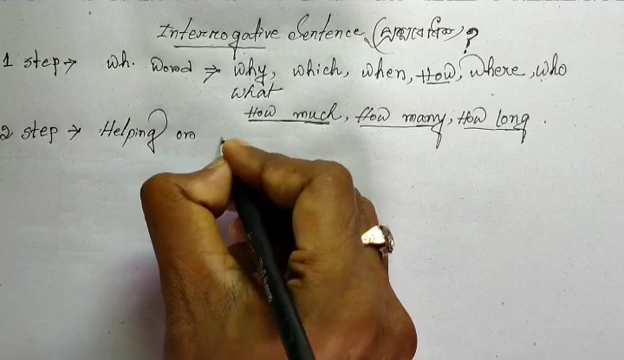 Interrogative Sentence (প্রশ্নবোধক) ?
1 step → wh. Word ⇒ why, which, when, How, where, who
what
How much, How many, How long .
2 step → Helping or